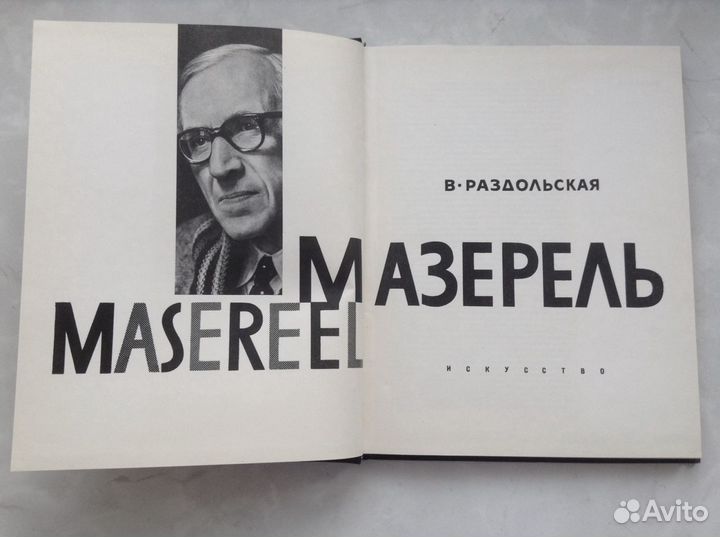 В·РАЗДОЛЬСКАЯ
МАЗЕРЕЛЬ
MASEREEL
ИСКУССТВО
Avito